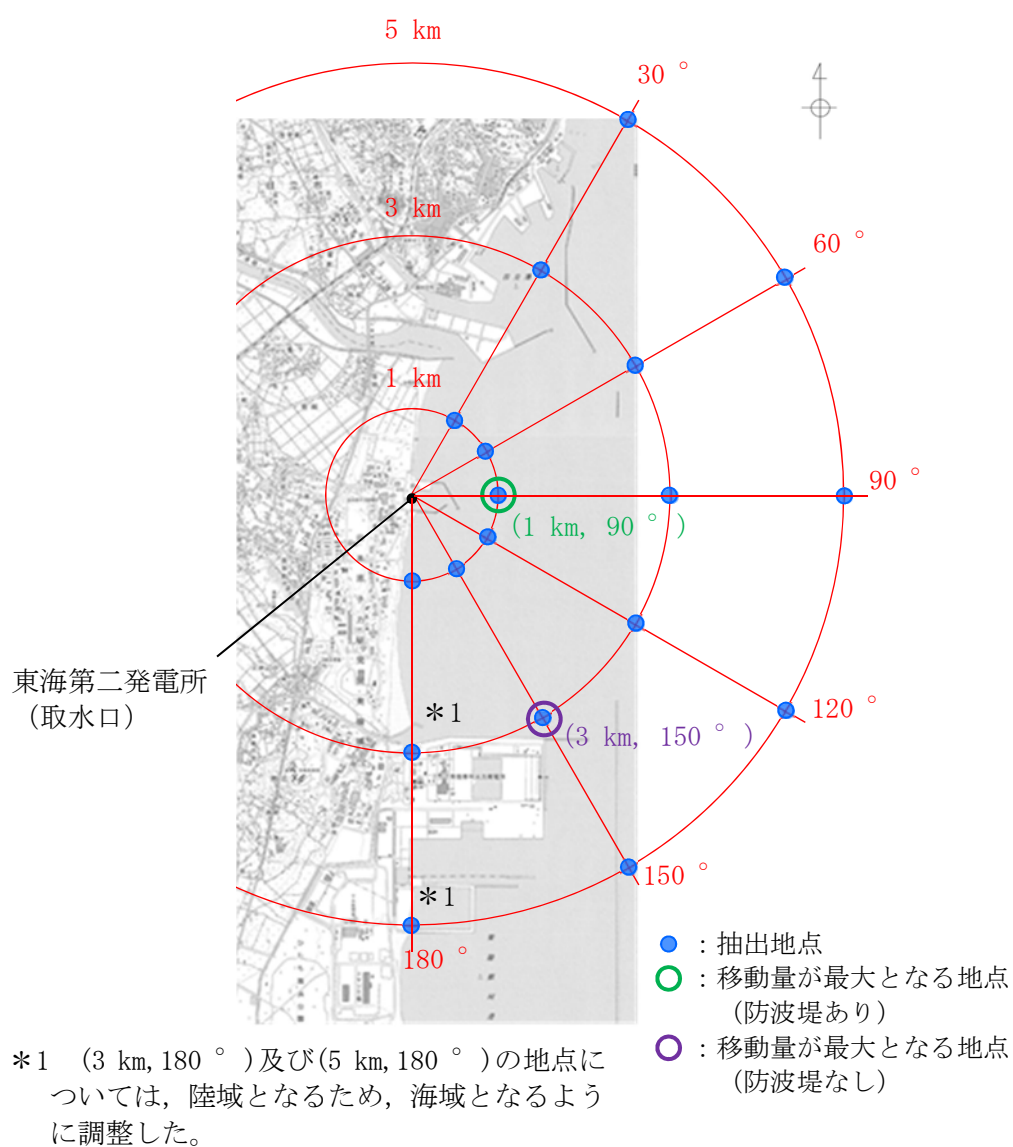 5 km
30 °
4
60 °
3 km
1 km
90 °
(1 km, 90 °)
東海第二発電所
(取水口)
＊1
(3 km, 150 °)
120 °
150 °
＊1
180 °
：抽出地点
：移動量が最大となる地点
(防波堤あり)
：移動量が最大となる地点
(防波堤なし)
＊1 (3 km,180 °)及び(5 km,180 °)の地点に
ついては，陸域となるため，海域となるよう
に調整した。